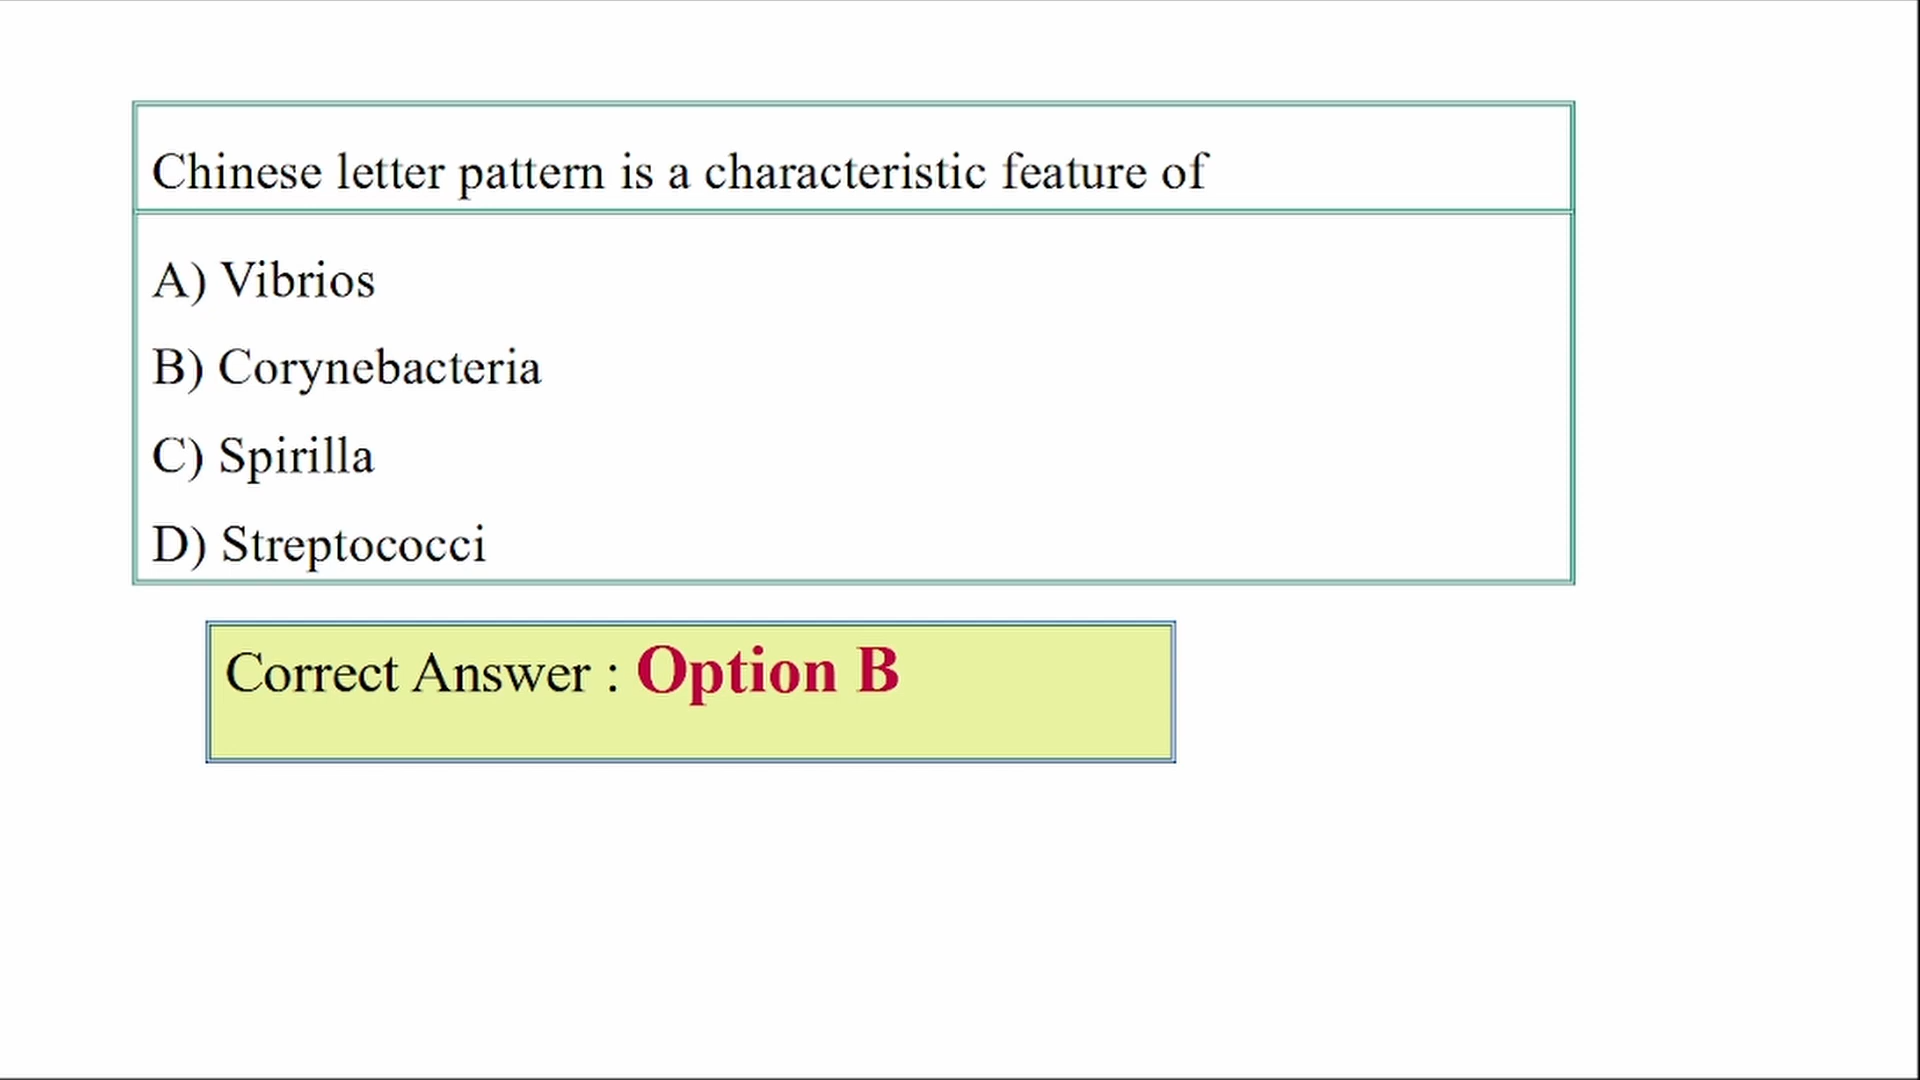 Chinese letter pattern is a characteristic feature of
A) Vibrios
B) Corynebacteria
C) Spirilla
D) Streptococci
Correct Answer : Option B